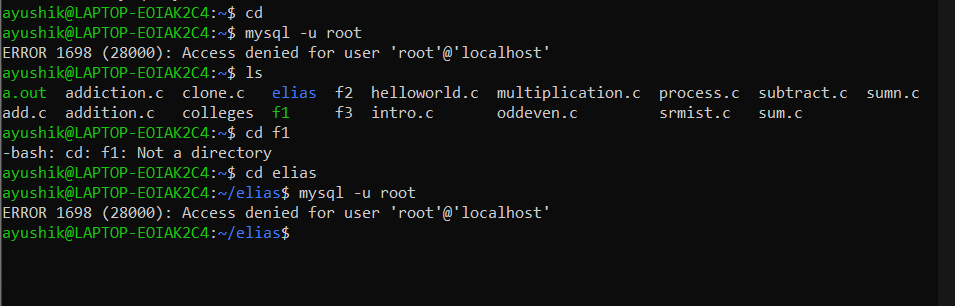 ayushik@LAPTOP-EOIAK2C4:~$ cd
ayushik@LAPTOP-EOIAK2C4:~$ mysql -u root
ERROR 1698 (28000): Access denied for user 'root'@'localhost'
ayushik@LAPTOP-EOIAK2C4:~$ ls
a.out  addiction.c  clone.c   elias  f2  helloworld.c  multiplication.c  process.c  subtract.c  sumn.c
add.c  addition.c   colleges  f1     f3  intro.c       oddeven.c         srmist.c   sum.c
ayushik@LAPTOP-EOIAK2C4:~$ cd f1
-bash: cd: f1: Not a directory
ayushik@LAPTOP-EOIAK2C4:~$ cd elias
ayushik@LAPTOP-EOIAK2C4:~/elias$ mysql -u root
ERROR 1698 (28000): Access denied for user 'root'@'localhost'
ayushik@LAPTOP-EOIAK2C4:~/elias$